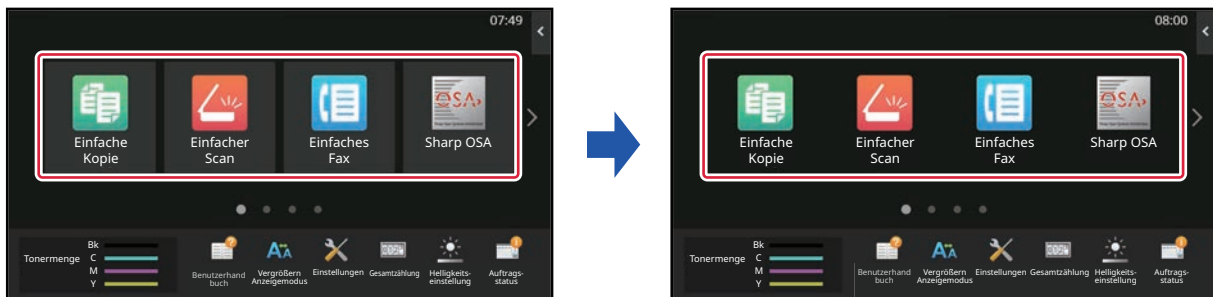 07:49
Einfache
Kopie
Einfacher
Scan
Einfaches
Fax
OSA
Sharp OSA
Tonermenge
Bk
C
M
Y
Benutzerhand
buch
Vergrößern
Anzeigemodus
Einstellungen
Gesamtzählung
Helligkeits-
einstellung
Auftrags-
status
08:00
Einfache
Kopie
Einfacher
Scan
Einfaches
Fax
OSA
Sharp OSA
Tonermenge
Bk
C
M
Y
Benutzerhand
buch
Vergrößern
Anzeigemodus
Einstellungen
Gesamtzählung
Helligkeits-
einstellung
Auftrags-
status